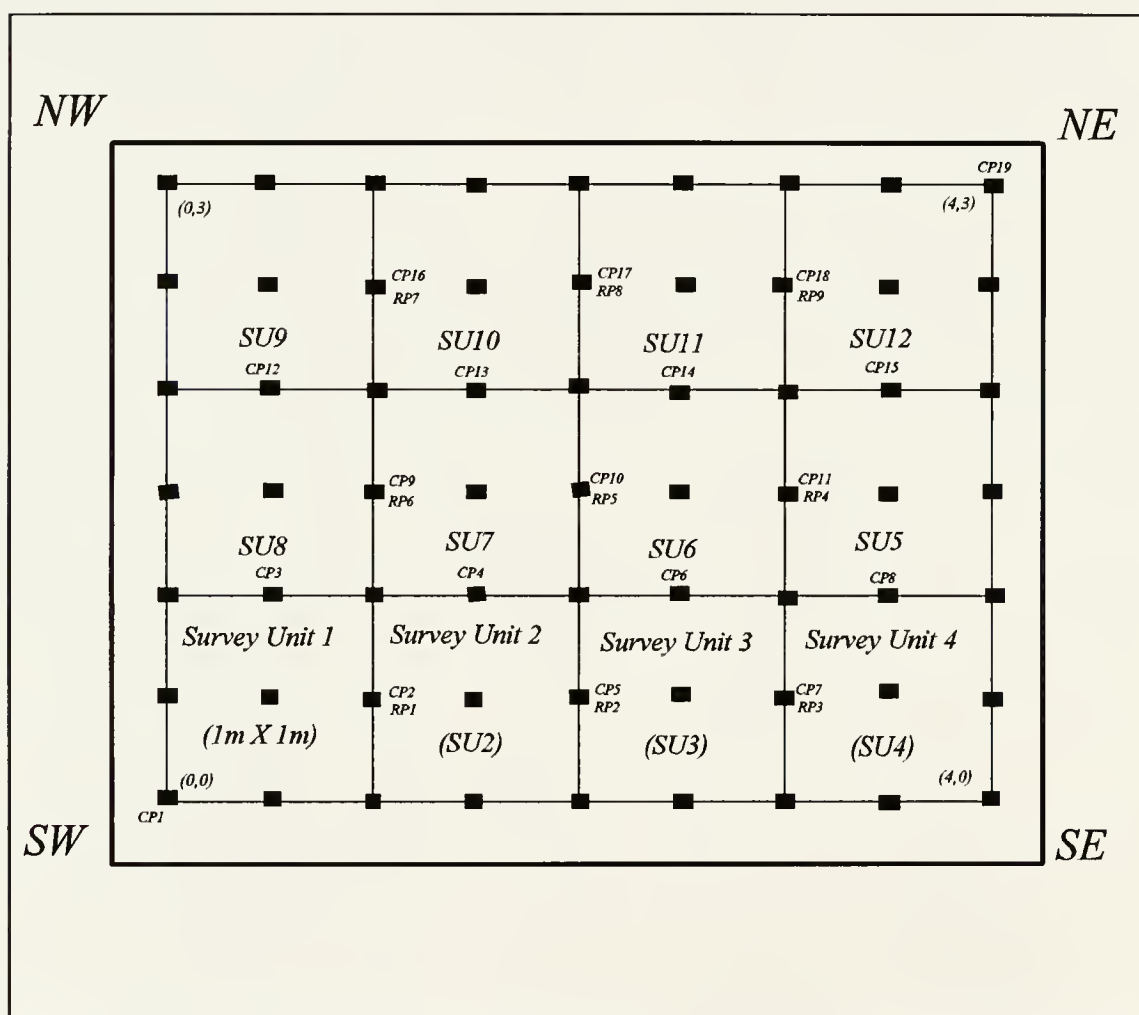 NW
NE
CP19
(0,3)
(4,3)
CP16
RP7
CP17
RP8
CP18
RP9
SU9
SU10
SU11
SU12
CP12
CP13
CP14
CP15
CP9
RP6
CP10
RP5
CP11
RP4
SU8
SU7
SU6
SU5
CP3
CP4
CP6
CP8
Survey Unit 1
Survey Unit 2
Survey Unit 3
Survey Unit 4
CP2
RP1
CP5
RP2
CP7
RP3
(1m X 1m)
(SU2)
(SU3)
(SU4)
(0,0)
(4,0)
CP1
SW
SE